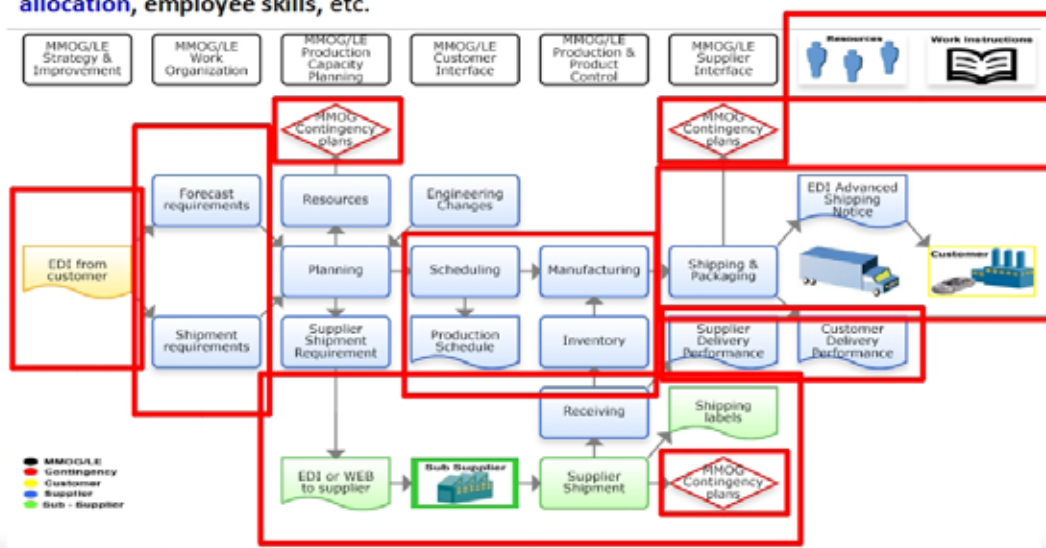 allocation, employee skills, etc.
MMOG/LE
Strategy &
Improvement
MMOG/LE
Work
Organization
MMOG/LE
Production
Capacity
Planning
MMOG/LE
Customer
Interface
MMOG/LE
Production &
Product
Control
MMOG/LE
Supplier
Interface
Resources
Work Instructions
MMOG
Contingency
plans
MMOG
Contingency
plans
Forecast
requirements
Resources
Engineering
Changes
EDI Advanced
Shipping
Notice
EDI from
customer
Planning
Scheduling
Manufacturing
Shipping &
Packaging
Customer
Shipment
requirements
Supplier
Shipment
Requirement
Production
Schedule
Inventory
Supplier
Delivery
Performance
Customer
Delivery
Performance
Receiving
Shipping
labels
EDI or WEB
to supplier
Sub Supplier
Supplier
Shipment
MMOG
Contingency
plans
MMOG/LE
Contingency
Customer
Supplier
Sub - Supplier